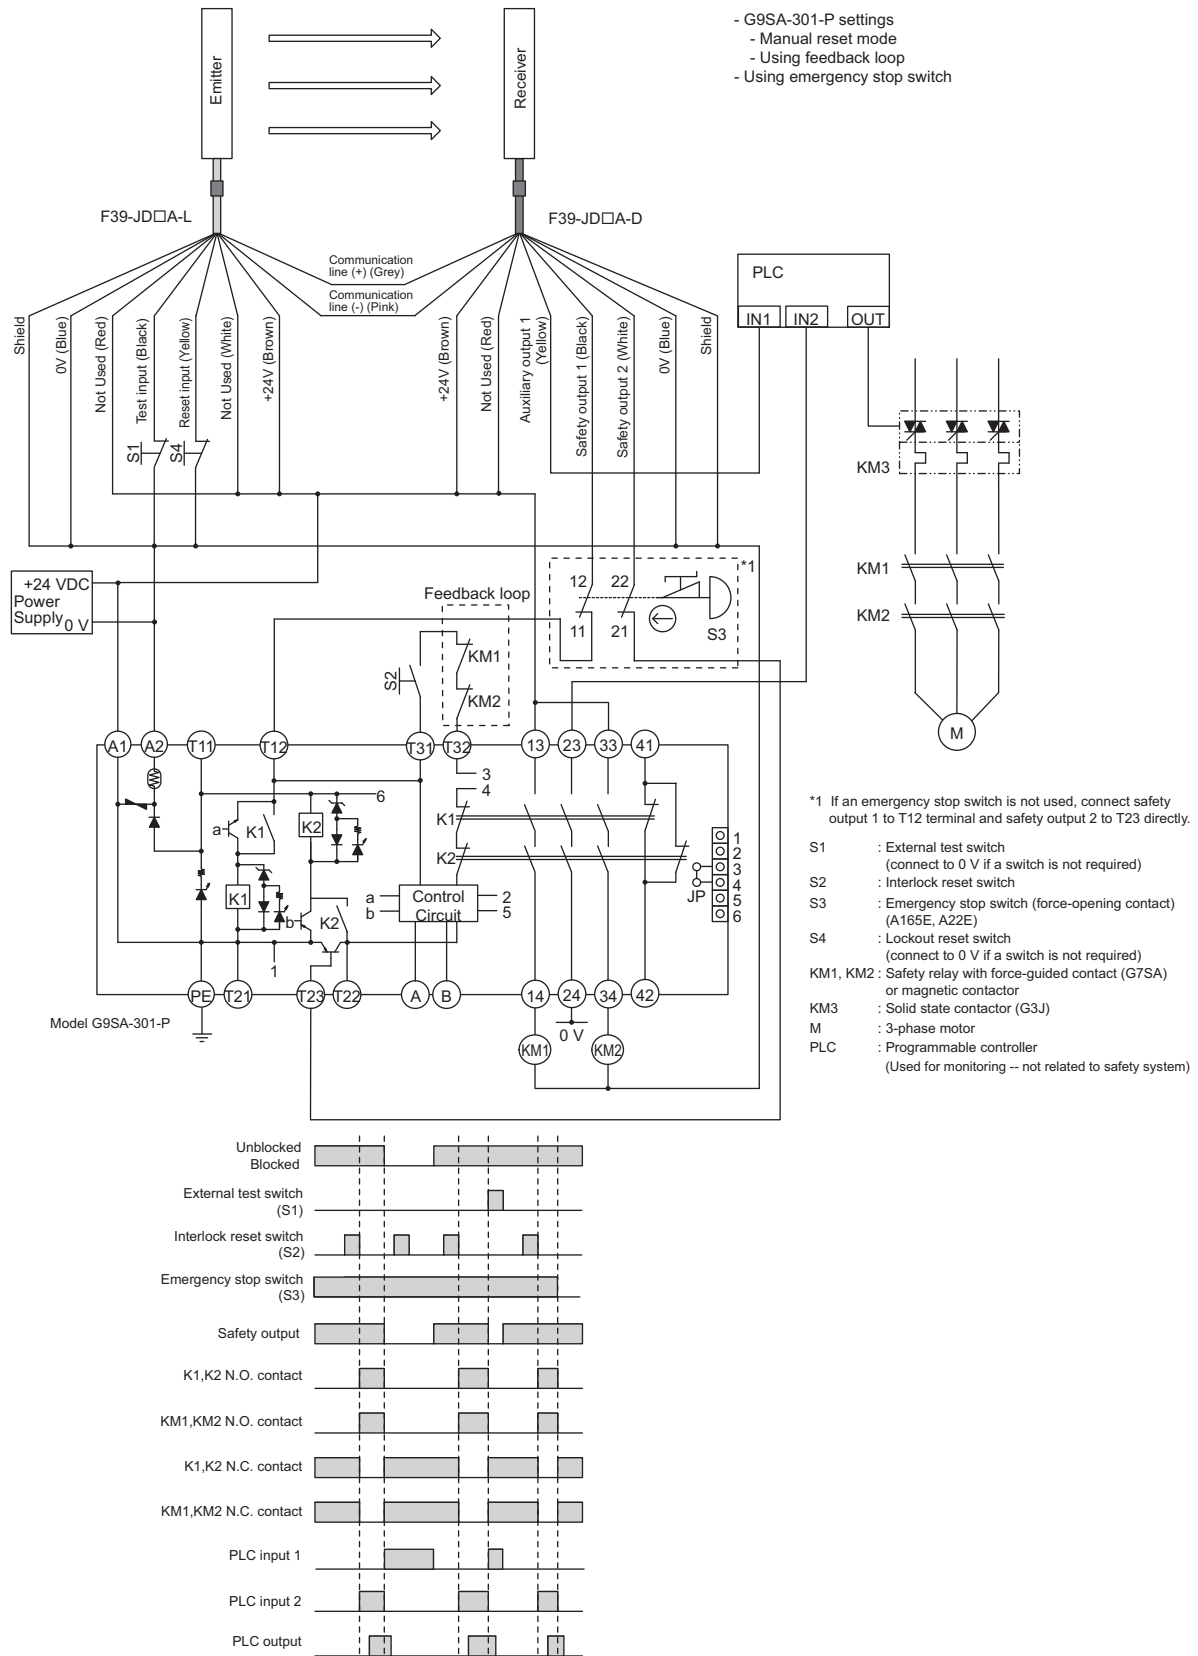 - G9SA-301-P settings
- Manual reset mode
- Using feedback loop
- Using emergency stop switch
Emitter
Receiver
F39-JD□A-L
F39-JD□A-D
Communication
line (+) (Grey)
Communication
line (-) (Pink)
Shield
0V (Blue)
Not Used (Red)
Test input (Black)
Reset input (Yellow)
Not Used (White)
+24V (Brown)
+24V (Brown)
Not Used (Red)
Auxiliary output 1
(Yellow)
Safety output 1 (Black)
Safety output 2 (White)
0V (Blue)
Shield
PLC
IN1
IN2
OUT
S1
S4
KM3
KM1
KM2
M
+24 VDC
Power
Supply
0 V
Feedback loop
KM1
KM2
S2
*1
12
22
11
21
S3
A1
A2
T11
T12
T31
T32
13
23
33
41
3
4
6
a
K1
K2
K1
K2
K1
b
K2
a
b
Control
Circuit
2
5
1
JP
1
2
3
4
5
6
PE
T21
T23
T22
A
B
14
24
34
42
Model G9SA-301-P
KM1
0 V
KM2
*1 If an emergency stop switch is not used, connect safety
output 1 to T12 terminal and safety output 2 to T23 directly.
S1 : External test switch
(connect to 0 V if a switch is not required)
S2 : Interlock reset switch
S3 : Emergency stop switch (force-opening contact)
(A165E, A22E)
S4 : Lockout reset switch
(connect to 0 V if a switch is not required)
KM1, KM2 : Safety relay with force-guided contact (G7SA)
or magnetic contactor
KM3 : Solid state contactor (G3J)
M : 3-phase motor
PLC : Programmable controller
(Used for monitoring -- not related to safety system)
Unblocked
Blocked
External test switch
(S1)
Interlock reset switch
(S2)
Emergency stop switch
(S3)
Safety output
K1,K2 N.O. contact
KM1,KM2 N.O. contact
K1,K2 N.C. contact
KM1,KM2 N.C. contact
PLC input 1
PLC input 2
PLC output